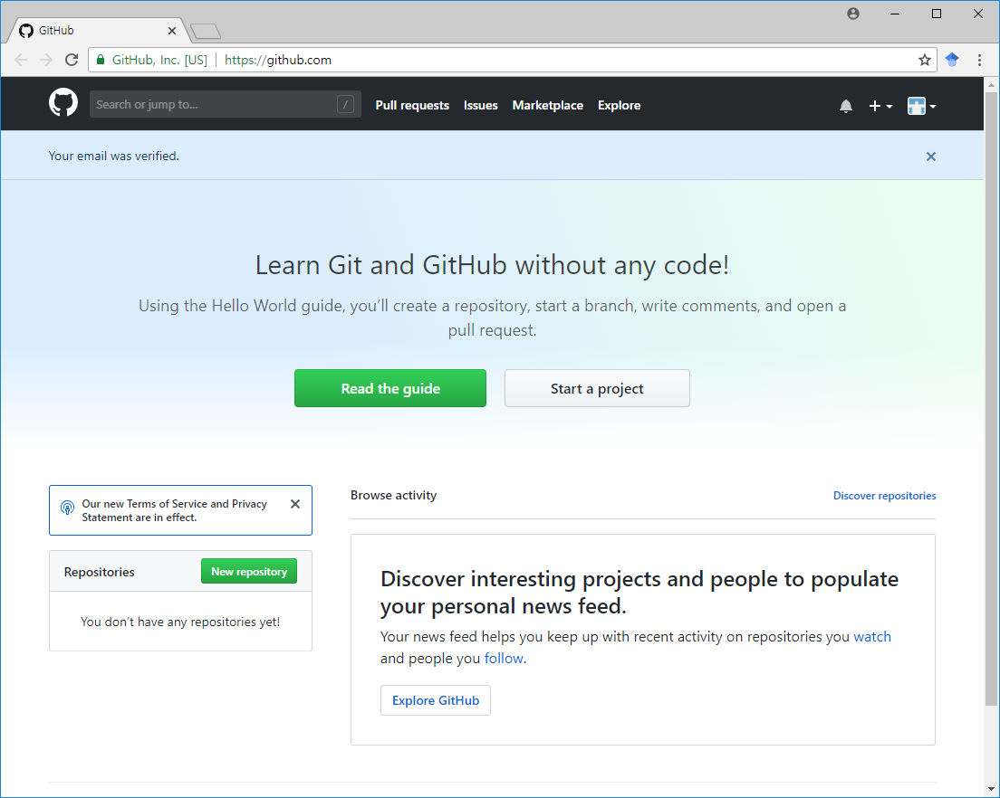 GitHub
GitHub, Inc. [US] https://github.com
Search or jump to... / Pull requests Issues Marketplace Explore
Your email was verified.
Learn Git and GitHub without any code!
Using the Hello World guide, you’ll create a repository, start a branch, write comments, and open a
pull request.
Read the guide Start a project
Our new Terms of Service and Privacy
Statement are in effect.
Repositories New repository
You don’t have any repositories yet!
Browse activity Discover repositories
Discover interesting projects and people to populate
your personal news feed.
Your news feed helps you keep up with recent activity on repositories you watch
and people you follow.
Explore GitHub